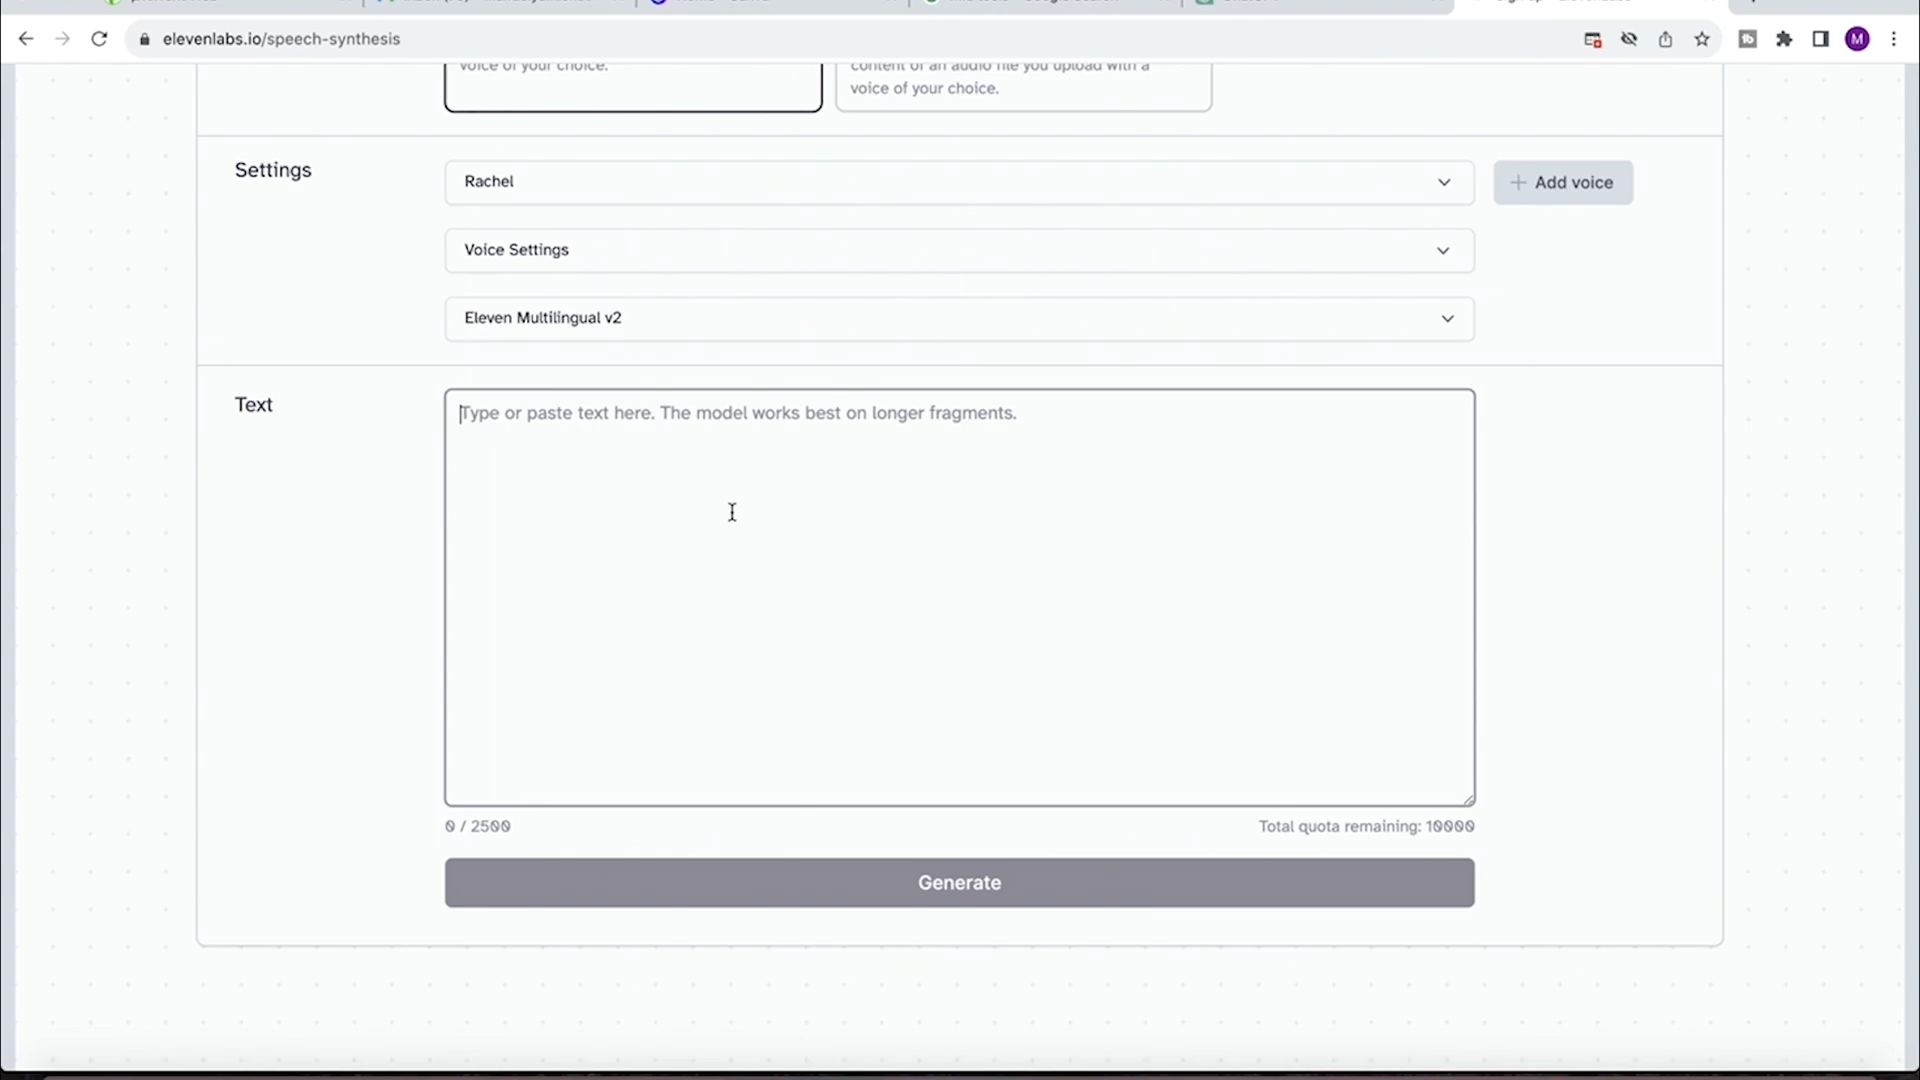 elevenlabs.io/speech-synthesis
M
voice of your choice.
content of an audio file you upload with a
voice of your choice.
Settings
Rachel
+ Add voice
Voice Settings
Eleven Multilingual v2
Text
Type or paste text here. The model works best on longer fragments.
0 / 2500
Total quota remaining: 10000
Generate